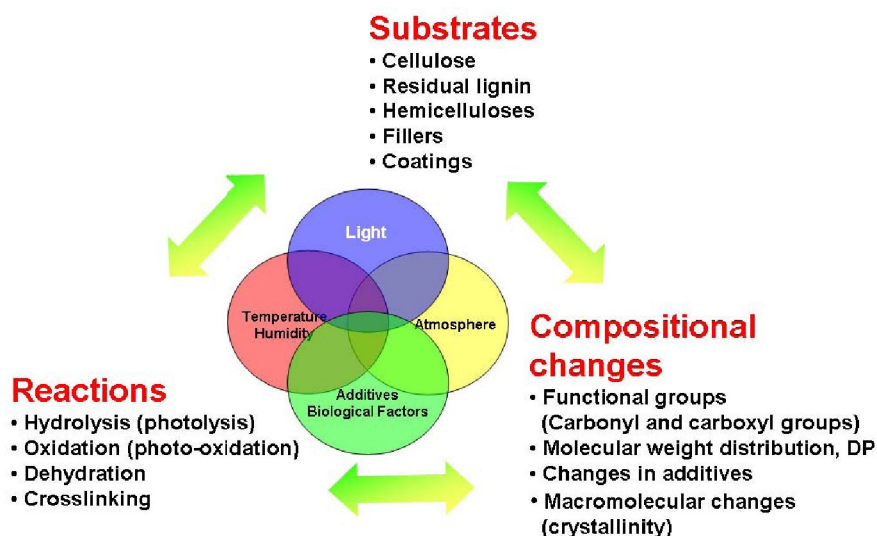 Substrates
• Cellulose
• Residual lignin
• Hemicelluloses
• Fillers
• Coatings
Light
Temperature
Humidity
Atmosphere
Additives
Biological Factors
Reactions
• Hydrolysis (photolysis)
• Oxidation (photo-oxidation)
• Dehydration
• Crosslinking
Compositional
changes
• Functional groups
(Carbonyl and carboxyl groups)
• Molecular weight distribution, DP
• Changes in additives
• Macromolecular changes
(crystallinity)